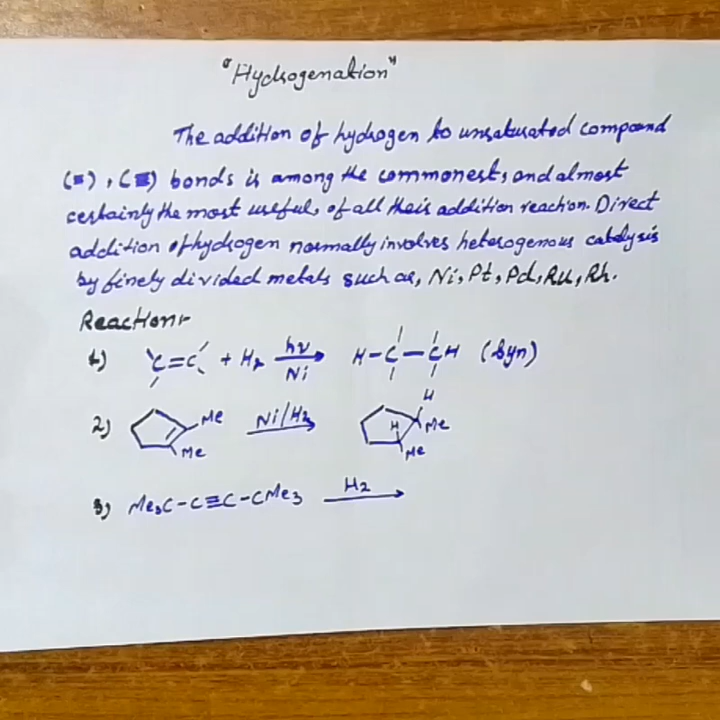 "Hydrogenation"
The addition of hydrogen to unsaturated compound
(=), (≡) bonds is among the commonest, and almost
certainly the most useful, of all their addition reaction. Direct
addition of hydrogen normally involves heterogenous catalysis
by finely divided metals such as, Ni, Pt, Pd, Ru, Rh.
Reaction:-
1) C=C + H2 hν Ni H-C-CH (Syn)
2) Me Me Ni/H2 H H Me Me
3) Me3C-C≡C-CMe3 H2